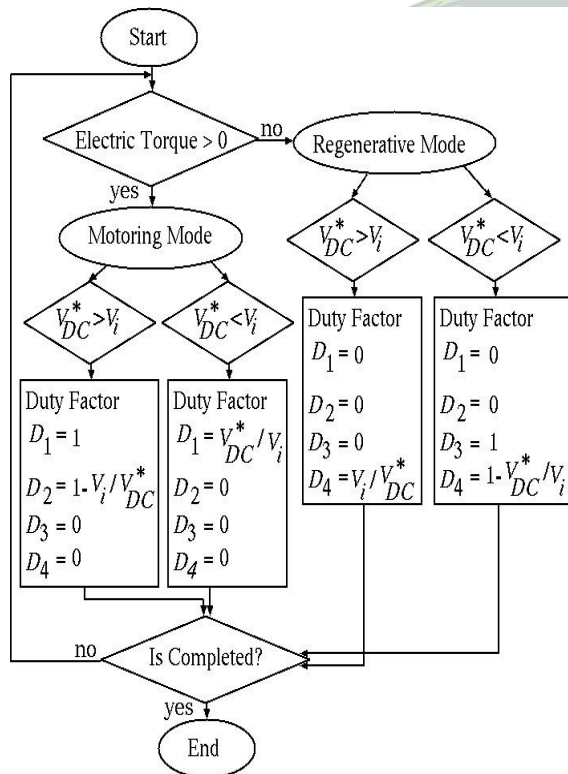 Start
Electric Torque > 0
no
Regenerative Mode
yes
Motoring Mode
V*DC>Vi
V*DC<Vi
V*DC>Vi
V*DC<Vi
Duty Factor
D1 = 1
D2 = 1-Vi/V*DC
D3 = 0
D4 = 0
Duty Factor
D1 = V*DC/Vi
D2 = 0
D3 = 0
D4 = 0
Duty Factor
D1 = 0
D2 = 0
D3 = 0
D4 = Vi/V*DC
Duty Factor
D1 = 0
D2 = 0
D3 = 1
D4 = 1-V*DC/Vi
no
Is Completed?
yes
End